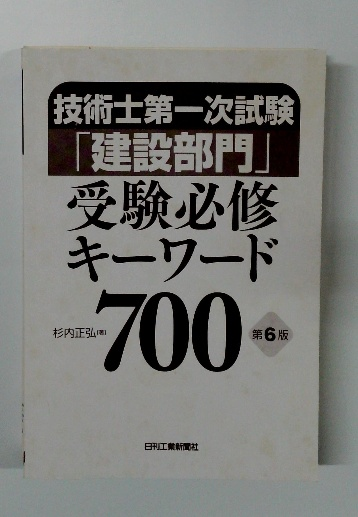 技術士第一次試験
「建設部門」
受験必修
キーワード
700
杉内正弘[著]
第6版
日刊工業新聞社